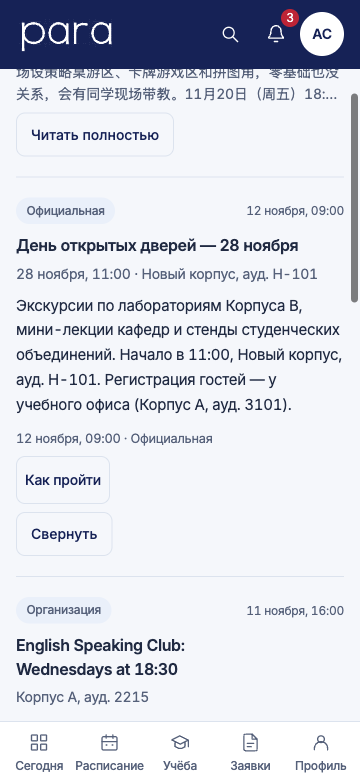 para
3
AC
场设策略桌游区、卡牌游戏区和拼图角，零基础也没
关系，会有同学现场带教。11月20日（周五）18:...
Читать полностью
Официальная
12 ноября, 09:00
День открытых дверей — 28 ноября
28 ноября, 11:00 · Новый корпус, ауд. Н-101
Экскурсии по лабораториям Корпуса В,
мини-лекции кафедр и стенды студенческих
объединений. Начало в 11:00, Новый корпус,
ауд. Н-101. Регистрация гостей — у
учебного офиса (Корпус А, ауд. 3101).
12 ноября, 09:00 · Официальная
Как пройти
Свернуть
Организация
11 ноября, 16:00
English Speaking Club:
Wednesdays at 18:30
Корпус А, ауд. 2215
Сегодня
Расписание
Учёба
Заявки
Профиль